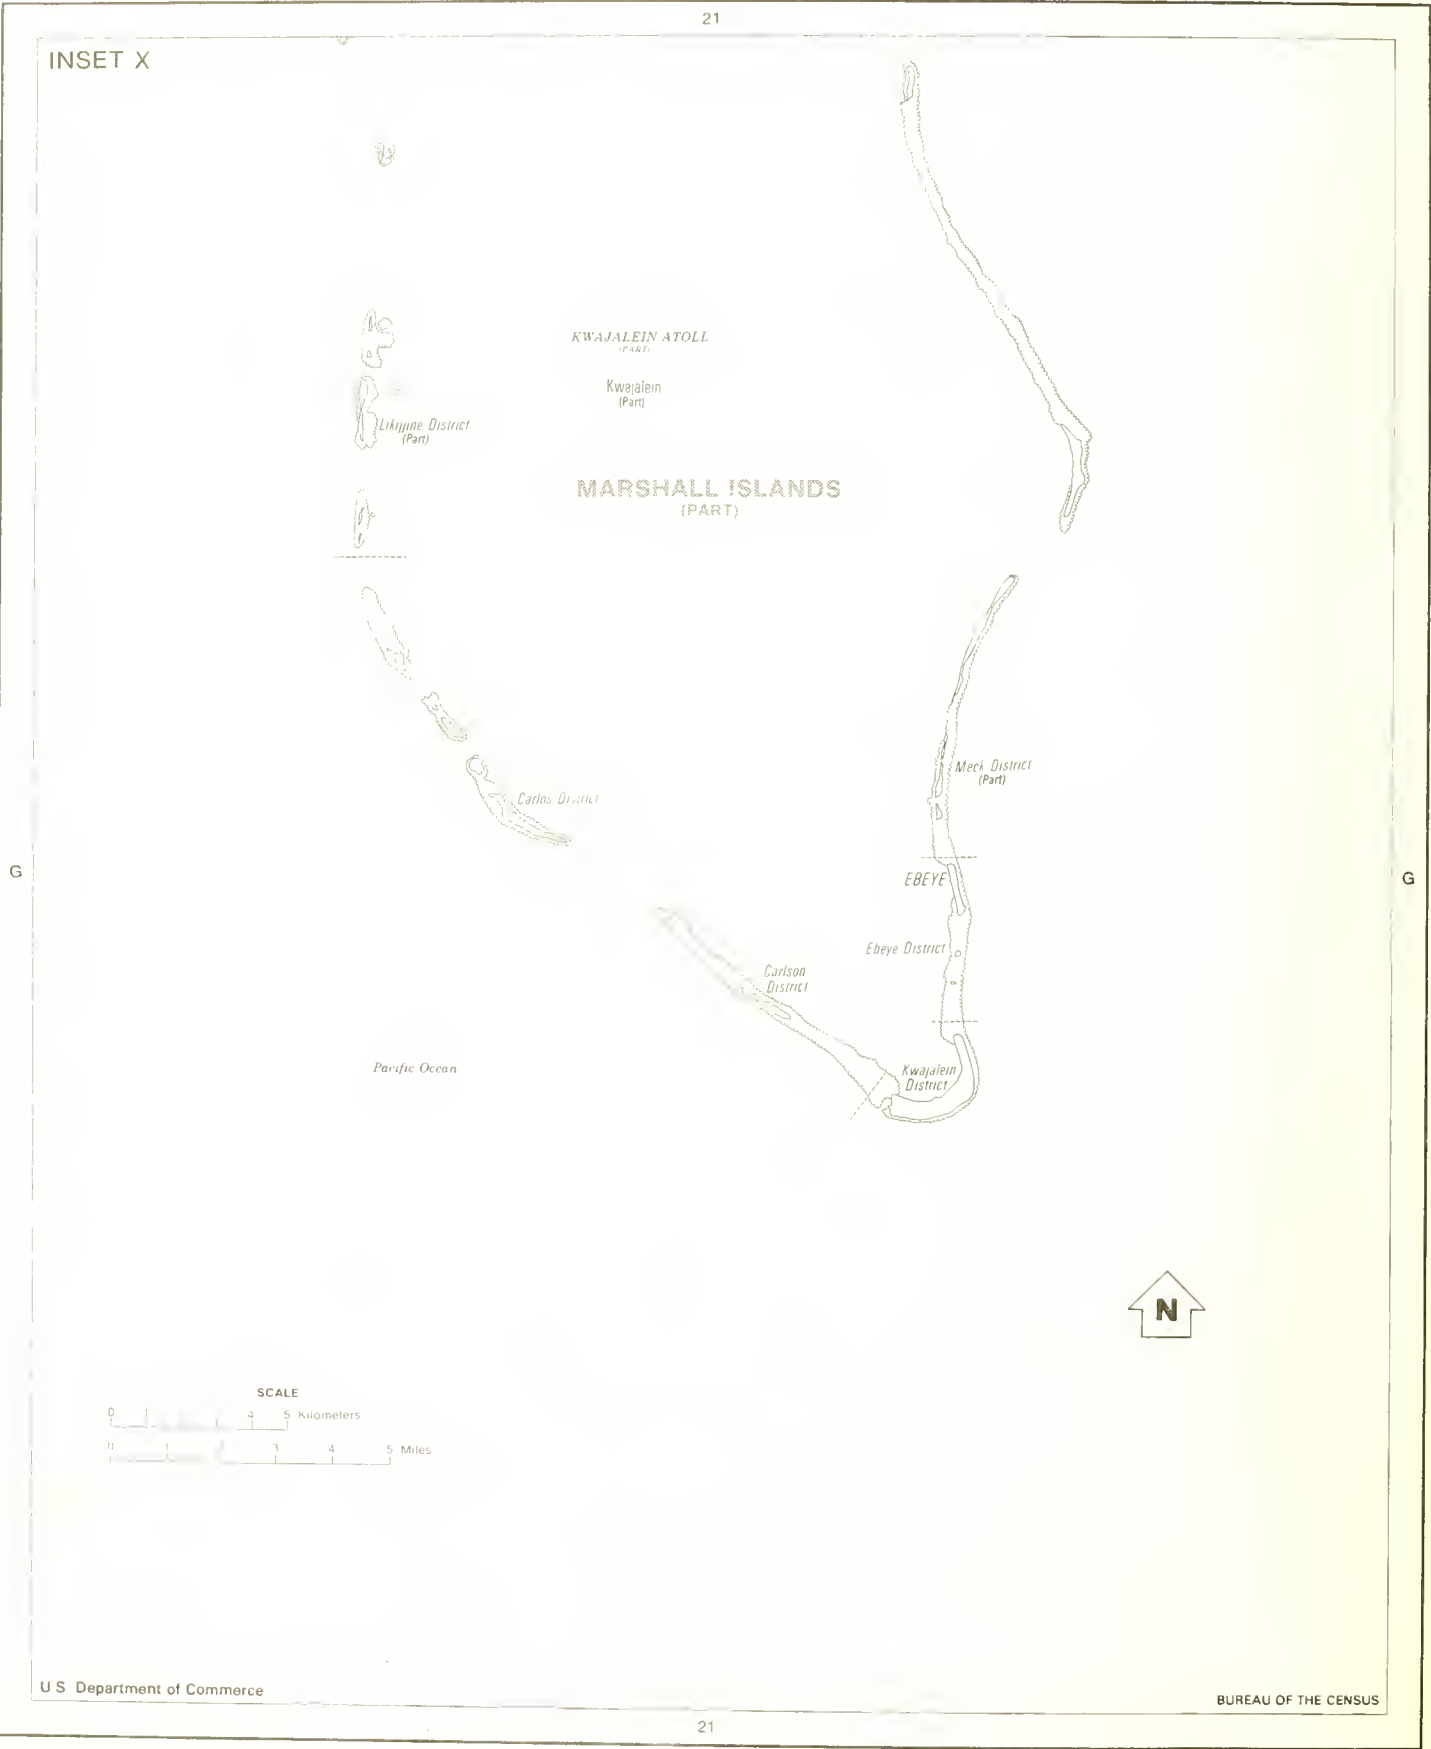 21
INSET X
KWAJALEIN ATOLL
(PART)
Kwajalein
(Part)
Likijjine District
(Part)
MARSHALL ISLANDS
(PART)
Meck District
(Part)
Carlos District
G
EBEYE
G
Ebeye District
Carlson
District
Pacific Ocean
Kwajalein
District
N
SCALE
0 4 5 Kilometers
0 1 3 4 5 Miles
U S Department of Commerce
BUREAU OF THE CENSUS
21